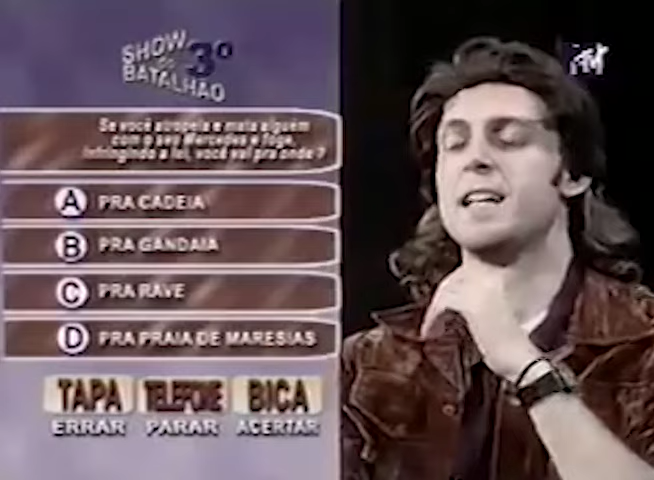 SHOW
DO
BATALHÃO
3º
MTV
Se você atropela e mata alguém
com o seu Mercedes e foge,
infringindo a lei, você vai pra onde ?
A PRA CADEIA
B PRA GANDAIA
C PRA RAVE
D PRA PRAIA DE MARESIAS
TAPA TELEFONE BICA
ERRAR PARAR ACERTAR